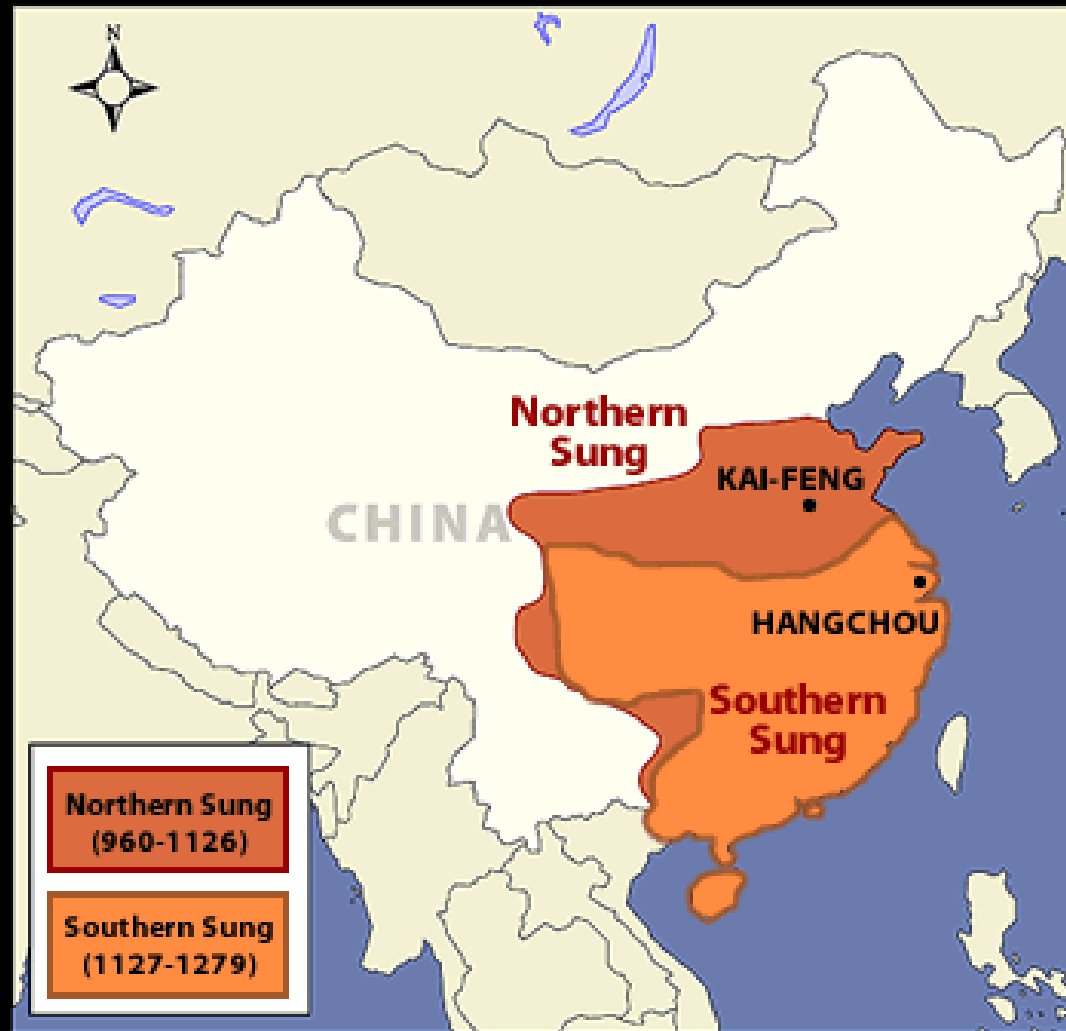 N
Northern
Sung
KAI-FENG
CHINA
HANGCHOU
Southern
Sung
Northern Sung
(960-1126)
Southern Sung
(1127-1279)